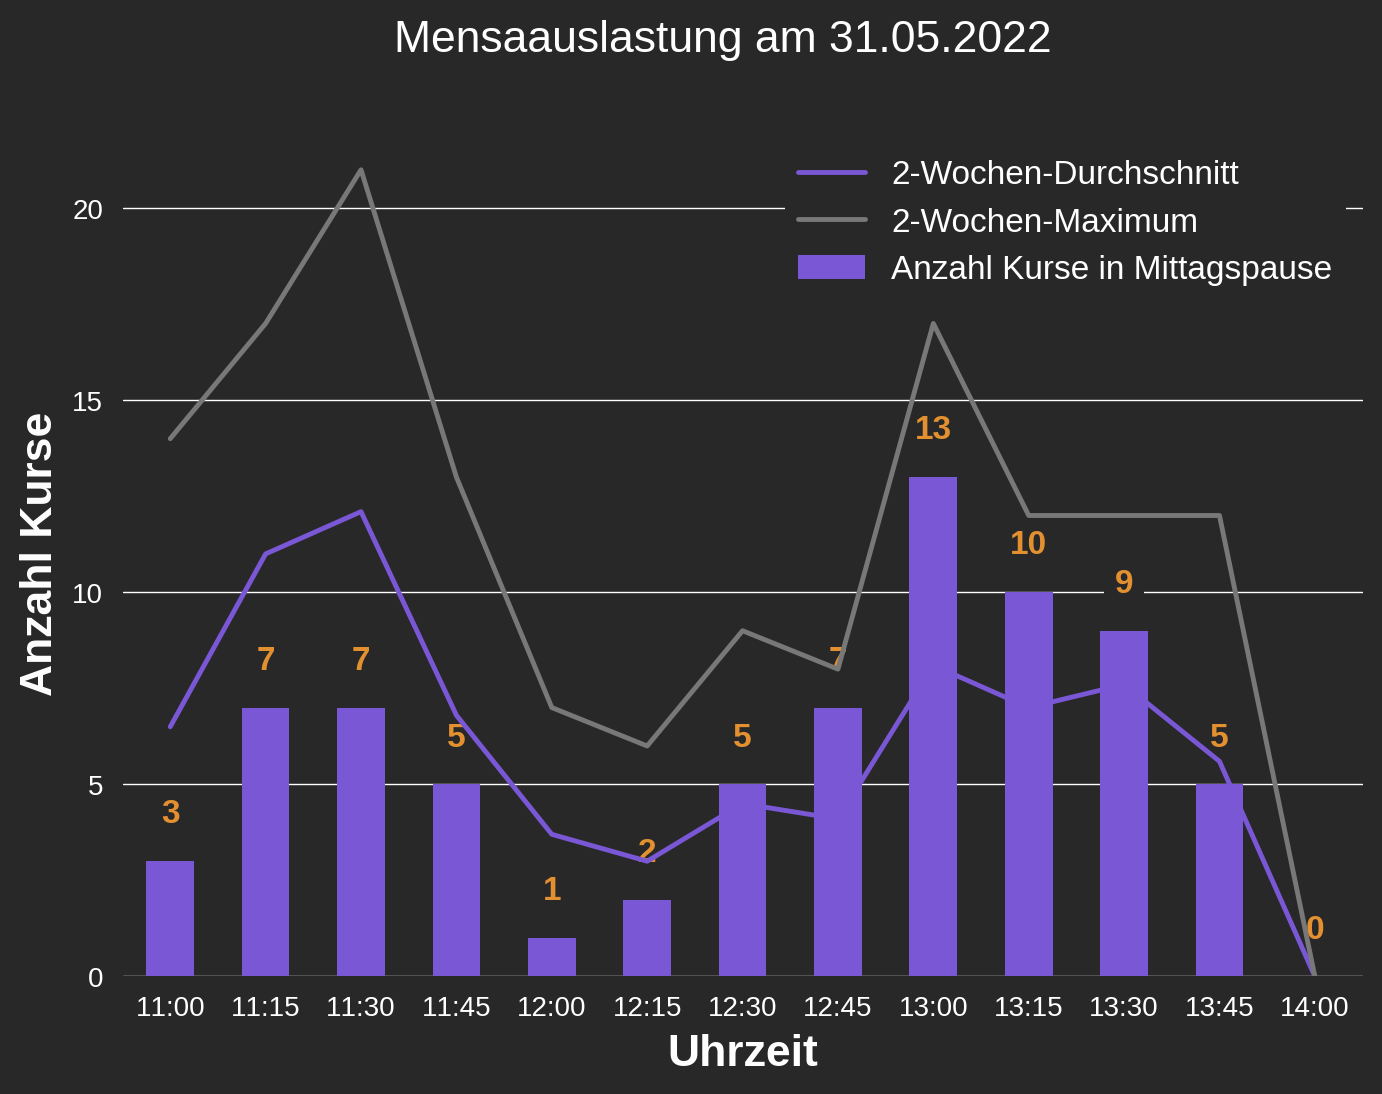 Mensaauslastung am 31.05.2022
2-Wochen-Durchschnitt
2-Wochen-Maximum
Anzahl Kurse in Mittagspause
Anzahl Kurse
20
15
10
5
0
3
7
7
5
1
2
5
7
13
10
9
5
0
11:00 11:15 11:30 11:45 12:00 12:15 12:30 12:45 13:00 13:15 13:30 13:45 14:00
Uhrzeit